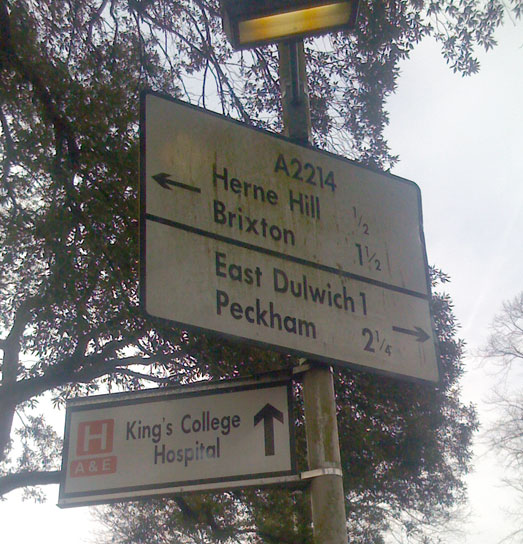 A2214
Herne Hill ½
Brixton 1½
East Dulwich 1
Peckham 2¼
H
A&E
King's College
Hospital